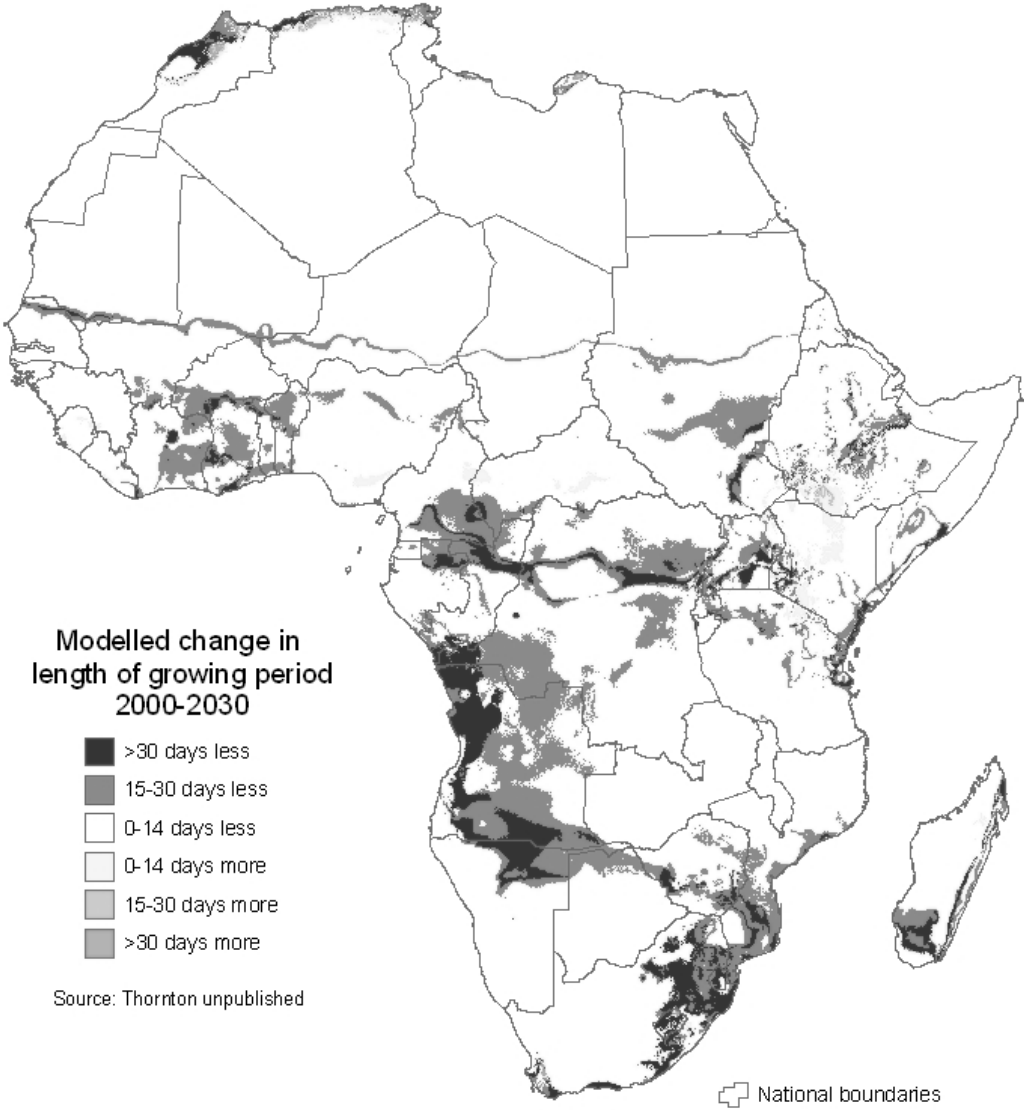 Modelled change in
length of growing period
2000-2030
>30 days less
15-30 days less
0-14 days less
0-14 days more
15-30 days more
>30 days more
Source: Thornton unpublished
National boundaries